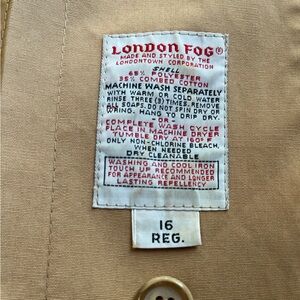 LONDON FOG®
MADE AND STYLED BY THE
LONDONTOWN CORPORATION
SHELL
65% POLYESTER
35% COMBED COTTON
MACHINE WASH SEPARATELY
WITH WARM OR COLD WATER
RINSE THREE (3) TIMES. REMOVE
ALL SOAPS. DO NOT SPIN DRY OR
WRING. HANG TO DRIP DRY.
— OR —
COMPLETE WASH CYCLE
PLACE IN MACHINE DRYER
TUMBLE DRY AT 160° F
ONLY NON-CHLORINE BLEACH,
WHEN NEEDED
DRY CLEANABLE
WASHING AND COOL IRON
TOUCH UP RECOMMENDED
FOR APPEARANCE AND LONGER
LASTING REPELLENCY
16
REG.